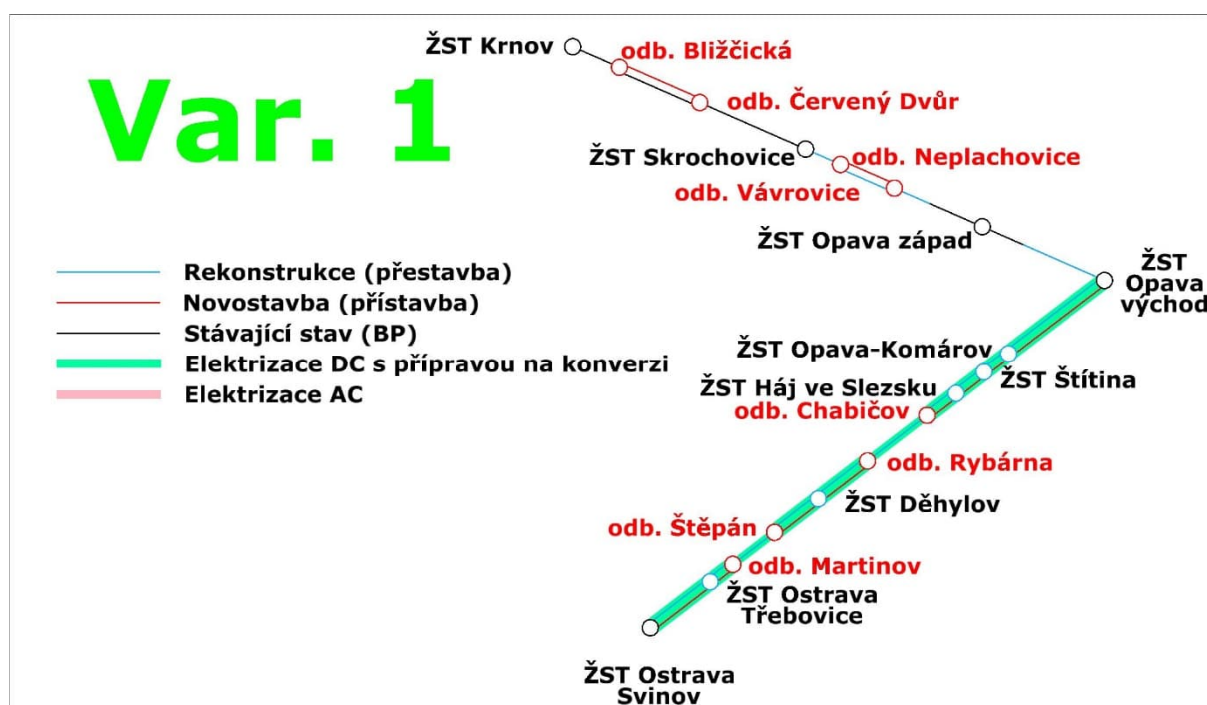 Var. 1
ŽST Krnov
odb. Bližčická
odb. Červený Dvůr
ŽST Skrochovice
odb. Neplachovice
odb. Vávrovice
ŽST Opava západ
ŽST
Opava
východ
Rekonstrukce (přestavba)
Novostavba (přístavba)
Stávající stav (BP)
Elektrizace DC s přípravou na konverzi
Elektrizace AC
ŽST Opava-Komárov
ŽST Štítina
ŽST Háj ve Slezsku
odb. Chabičov
odb. Rybárna
ŽST Děhylov
odb. Štěpán
odb. Martinov
ŽST Ostrava
Třebovice
ŽST Ostrava
Svinov